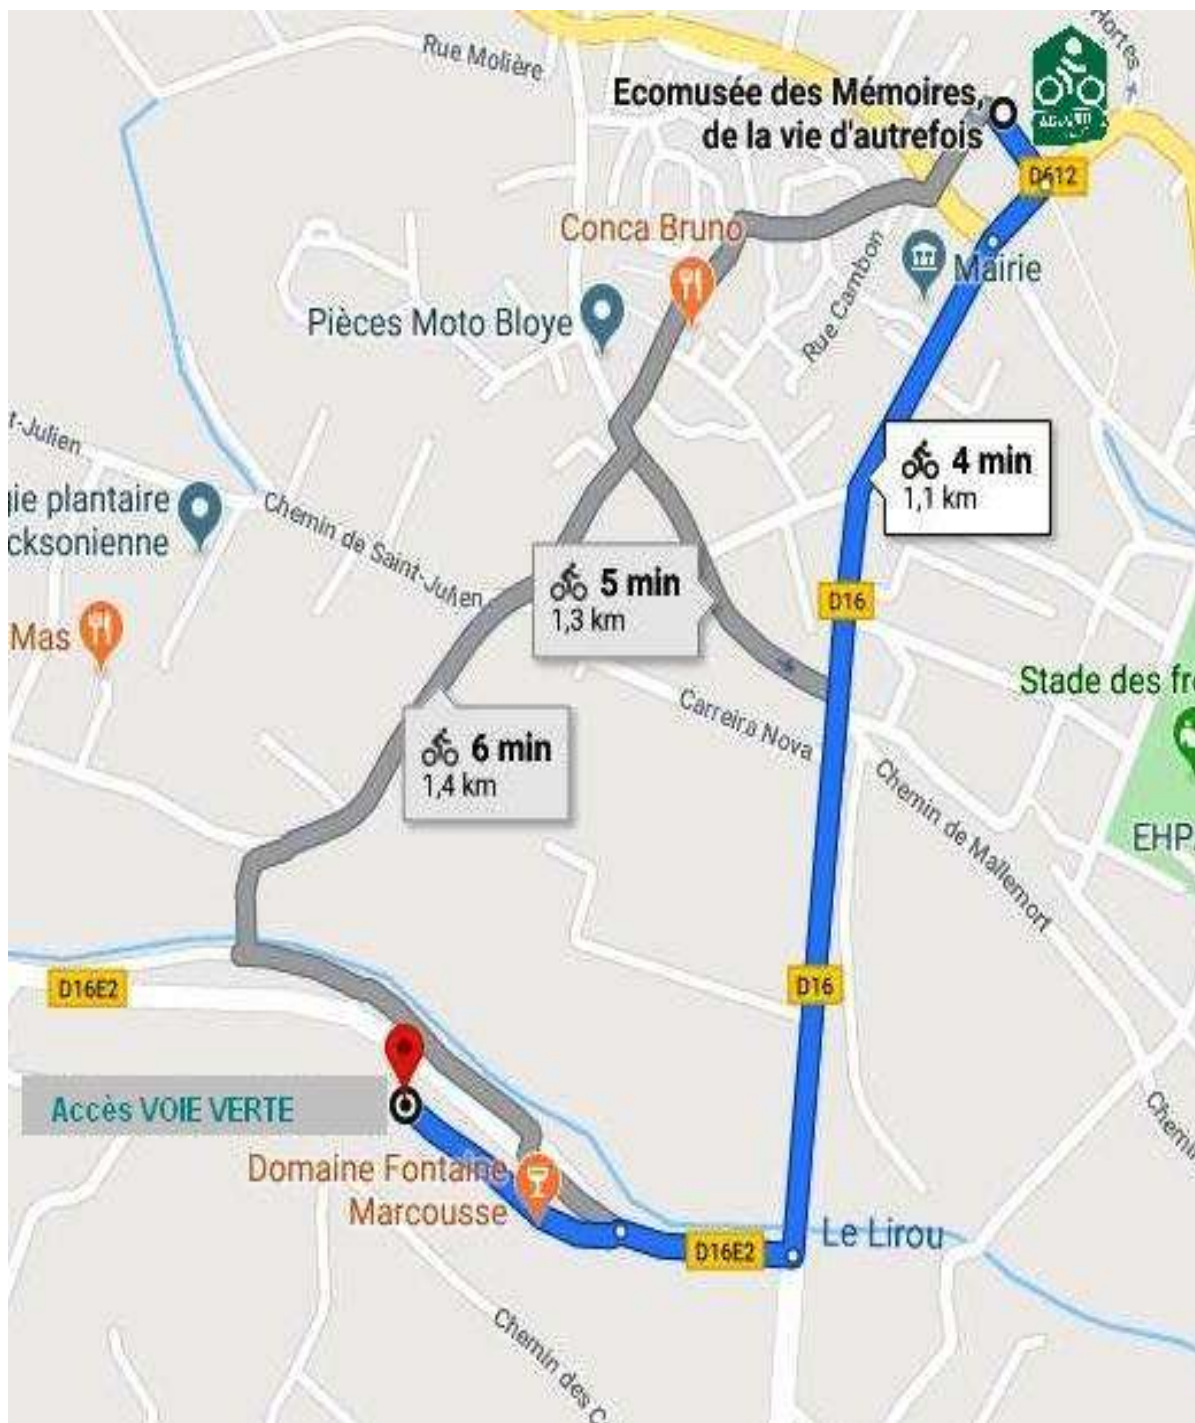 Hortes
Rue Molière
Ecomusée des Mémoires,
de la vie d'autrefois
D612
Conca Bruno
Rue Cambon
Mairie
Pièces Moto Bloye
4 min
1,1 km
t-Julien
ie plantaire
cksonienne
Chemin de Saint-Julien
5 min
1,3 km
D16
Mas
Stade des fr
Carreira Nova
6 min
1,4 km
Chemin de Mallemort
EHP
D16E2
D16
Accès VOIE VERTE
Chemin
Domaine Fontaine
Marcousse
D16E2
Le Lirou
Chemin des C